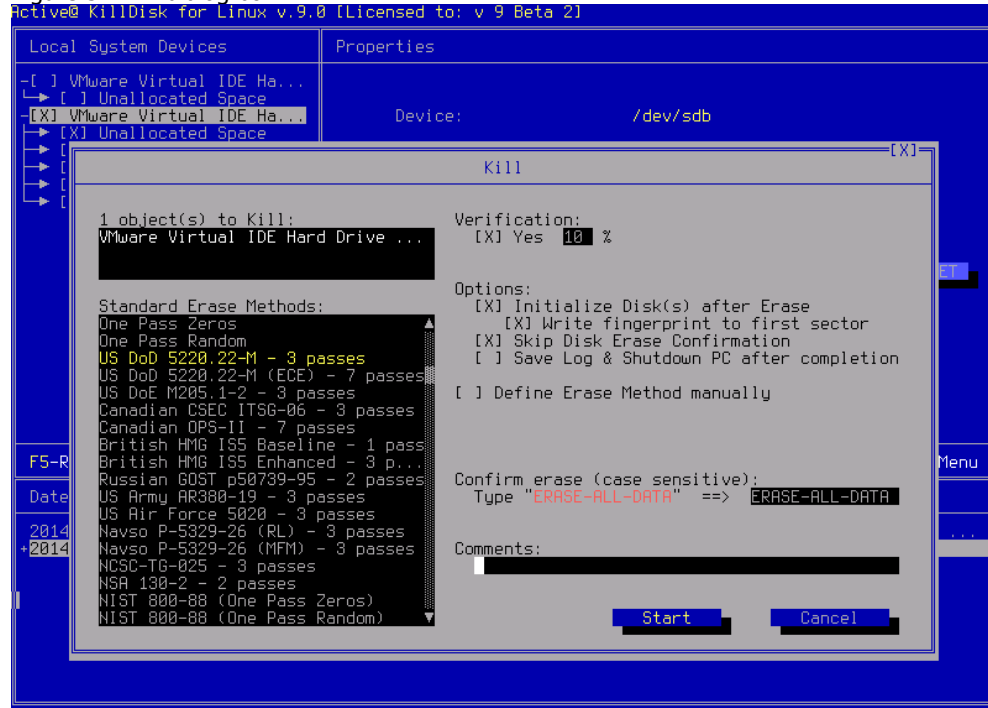 Active@ KillDisk for Linux v.9.0 [Licensed to: v 9 Beta 2]
Local System Devices
Properties
-[ ] VMware Virtual IDE Ha...
[ ] Unallocated Space
-[X] VMware Virtual IDE Ha...
[X] Unallocated Space
Device: /dev/sdb
[X]
Kill
1 object(s) to Kill:
VMware Virtual IDE Hard Drive ...
Standard Erase Methods:
One Pass Zeros
One Pass Random
US DoD 5220.22-M - 3 passes
US DoD 5220.22-M (ECE) - 7 passes
US DoE M205.1-2 - 3 passes
Canadian CSEC ITSG-06 - 3 passes
Canadian OPS-II - 7 passes
British HMG IS5 Baseline - 1 pass
British HMG IS5 Enhanced - 3 p...
Russian GOST p50739-95 - 2 passes
US Army AR380-19 - 3 passes
US Air Force 5020 - 3 passes
Navso P-5329-26 (RL) - 3 passes
Navso P-5329-26 (MFM) - 3 passes
NCSC-TG-025 - 3 passes
NSA 130-2 - 2 passes
NIST 800-88 (One Pass Zeros)
NIST 800-88 (One Pass Random)
Verification:
[X] Yes 10 %
Options:
[X] Initialize Disk(s) after Erase
[X] Write fingerprint to first sector
[X] Skip Disk Erase Confirmation
[ ] Save Log & Shutdown PC after completion
[ ] Define Erase Method manually
Confirm erase (case sensitive):
Type "ERASE-ALL-DATA" ==> ERASE-ALL-DATA
Comments:
Start
Cancel
ET
F5-R
Menu
Date
2014
...
+2014